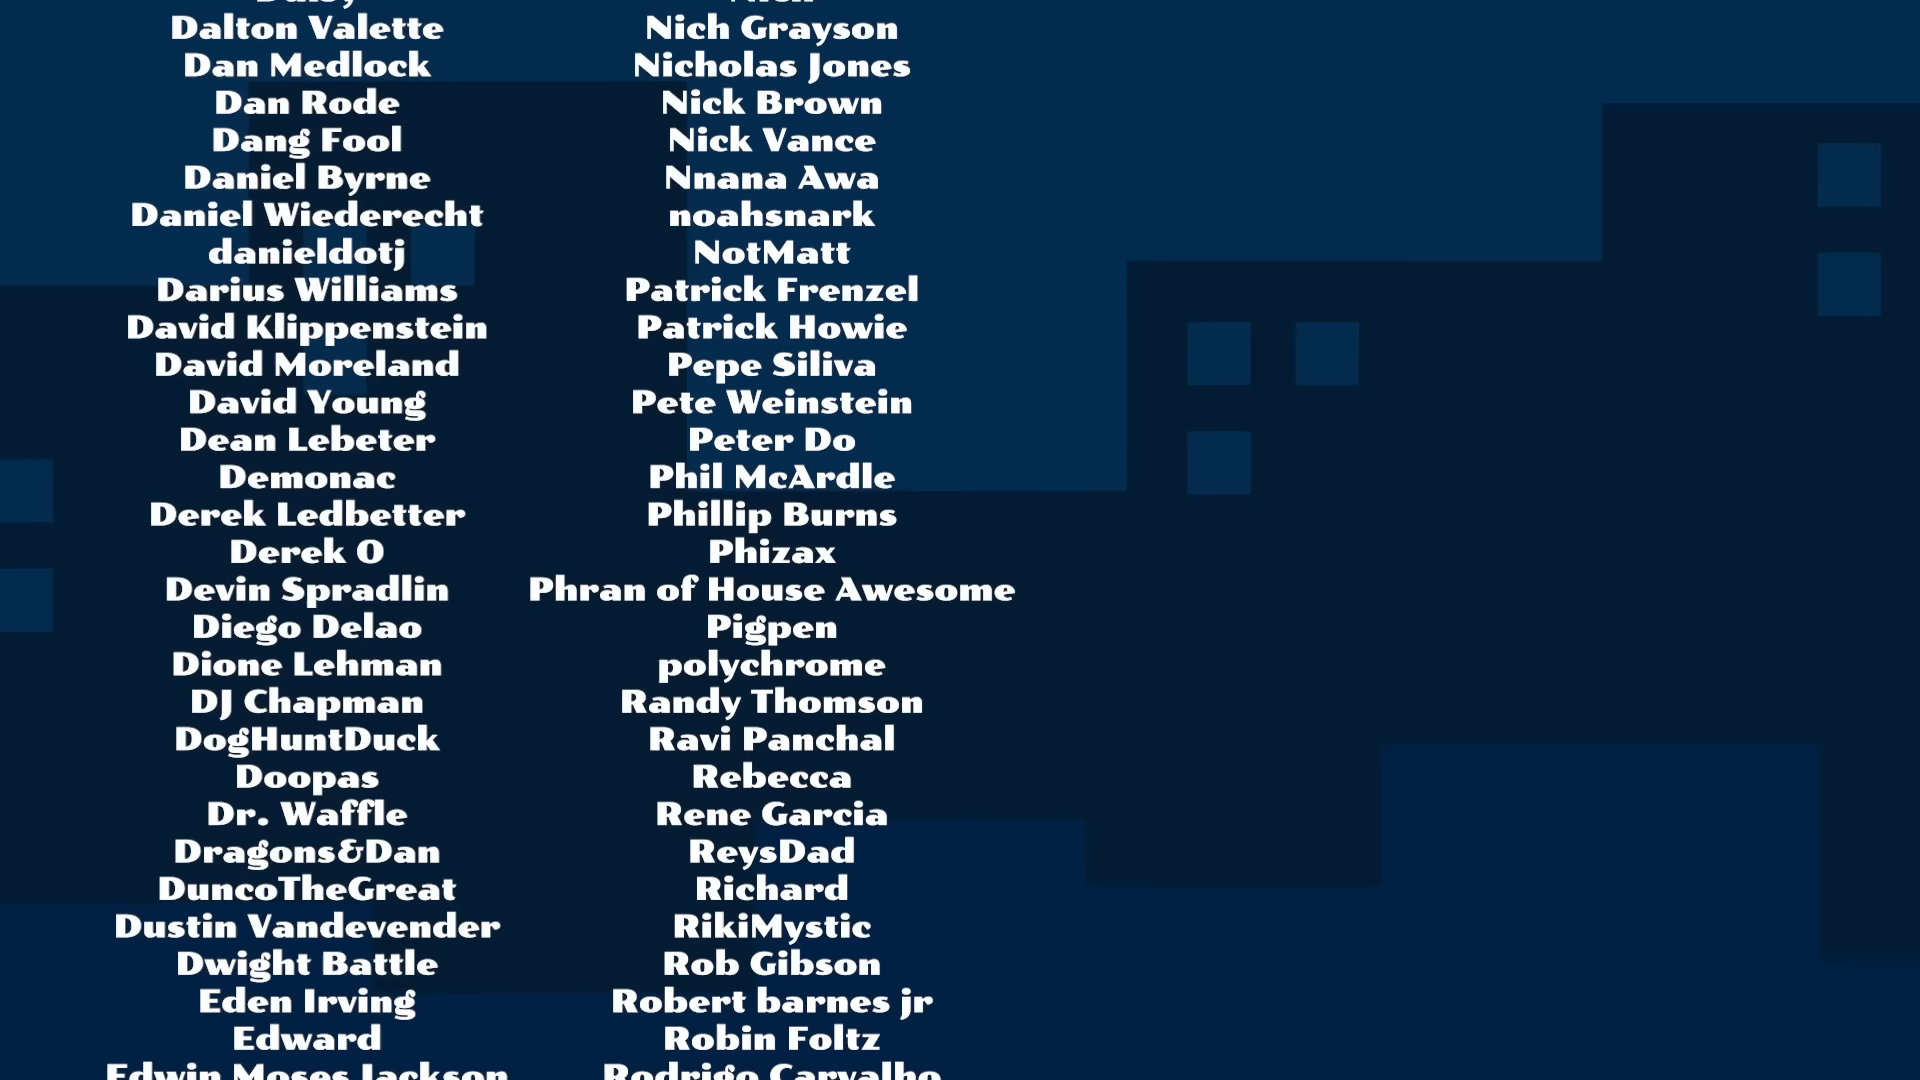 Dalton Valette
Dan Medlock
Dan Rode
Dang Fool
Daniel Byrne
Daniel Wiederecht
danieldotj
Darius Williams
David Klippenstein
David Moreland
David Young
Dean Lebeter
Demonac
Derek Ledbetter
Derek O
Devin Spradlin
Diego Delao
Dione Lehman
DJ Chapman
DogHuntDuck
Doopas
Dr. Waffle
Dragons&Dan
DuncoTheGreat
Dustin Vandevender
Dwight Battle
Eden Irving
Edward
Edwin Moses Jackson
Nich Grayson
Nicholas Jones
Nick Brown
Nick Vance
Nnana Awa
noahsnark
NotMatt
Patrick Frenzel
Patrick Howie
Pepe Siliva
Pete Weinstein
Peter Do
Phil McArdle
Phillip Burns
Phizax
Phran of House Awesome
Pigpen
polychrome
Randy Thomson
Ravi Panchal
Rebecca
Rene Garcia
ReysDad
Richard
RikiMystic
Rob Gibson
Robert barnes jr
Robin Foltz
Rodrigo Carvalho